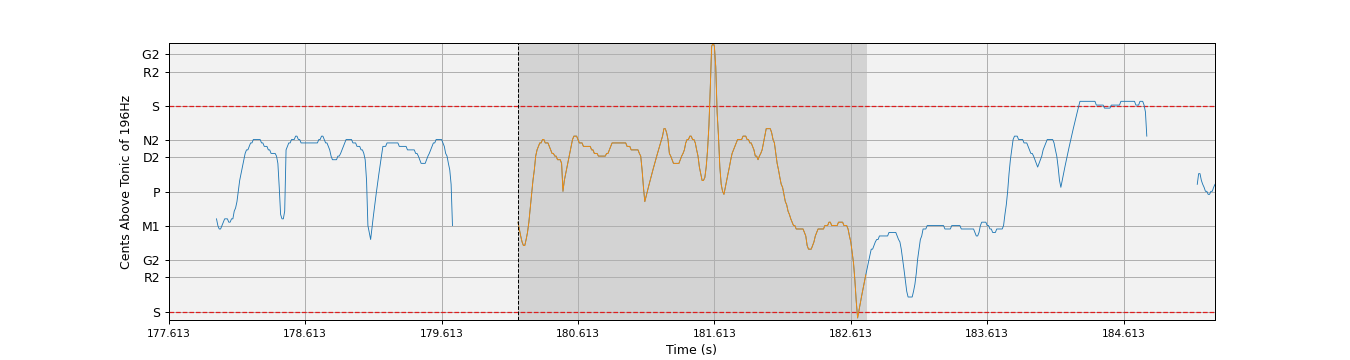 G2
R2
S
N2
D2
P
M1
G2
R2
S
Cents Above Tonic of 196Hz
177.613 178.613 179.613 180.613 181.613 182.613 183.613 184.613
Time (s)